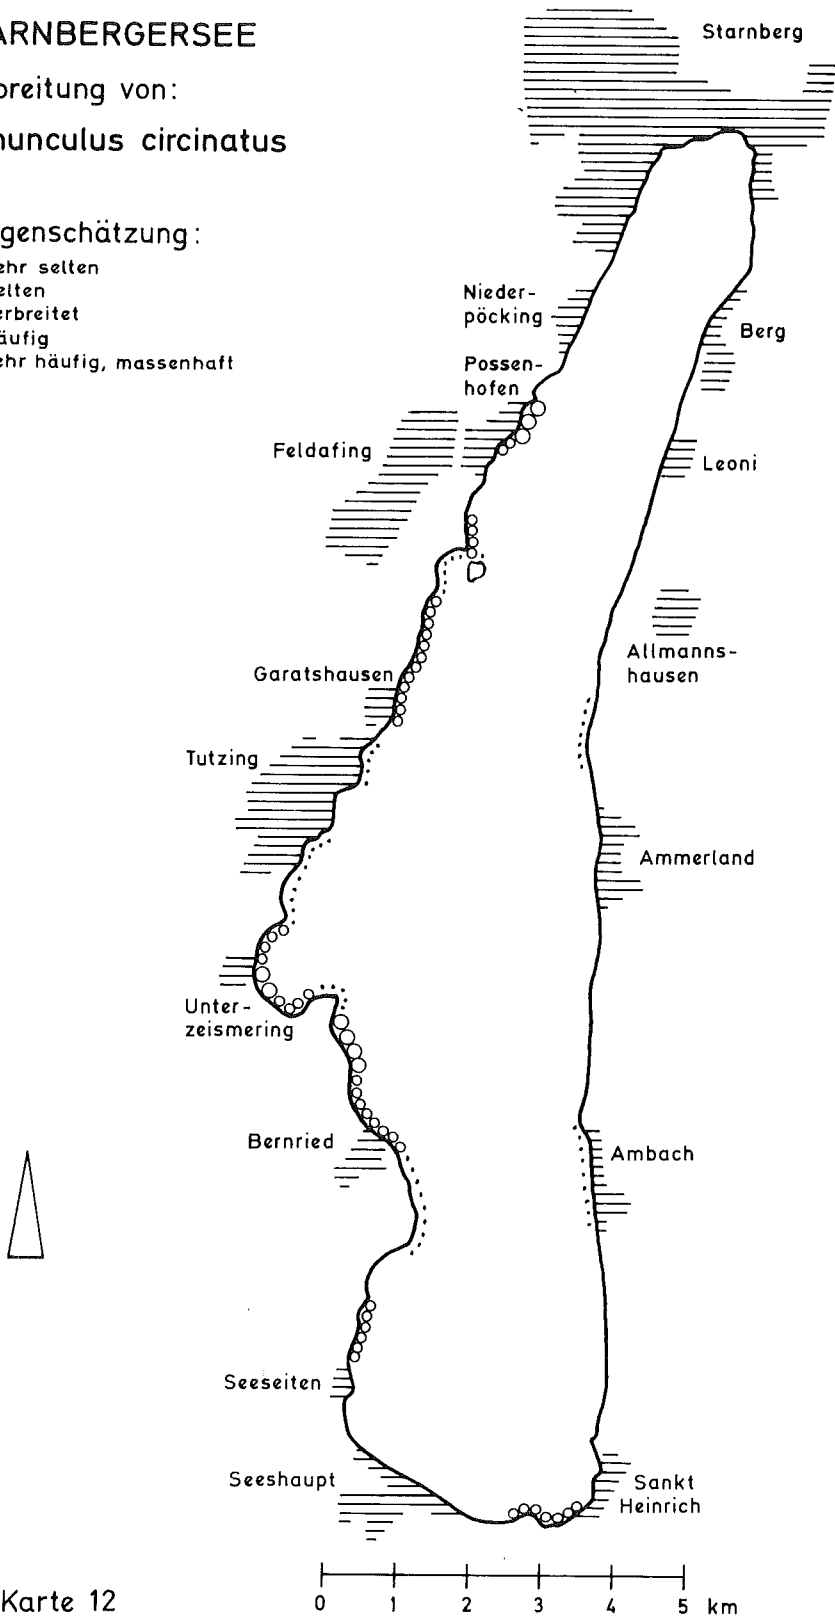 ARNBERGERSEE
breitung von:
nunculus circinatus
genschätzung:
ehr selten
elten
erbreitet
äufig
ehr häufig, massenhaft
Starnberg
Nieder-
pöcking
Berg
Possen-
hofen
Feldafing
Leoni
Allmanns-
hausen
Garatshausen
Tutzing
Ammerland
Unter-
zeismering
Bernried
Ambach
Seeseiten
Seeshaupt
Sankt
Heinrich
Karte 12
0 1 2 3 4 5 km